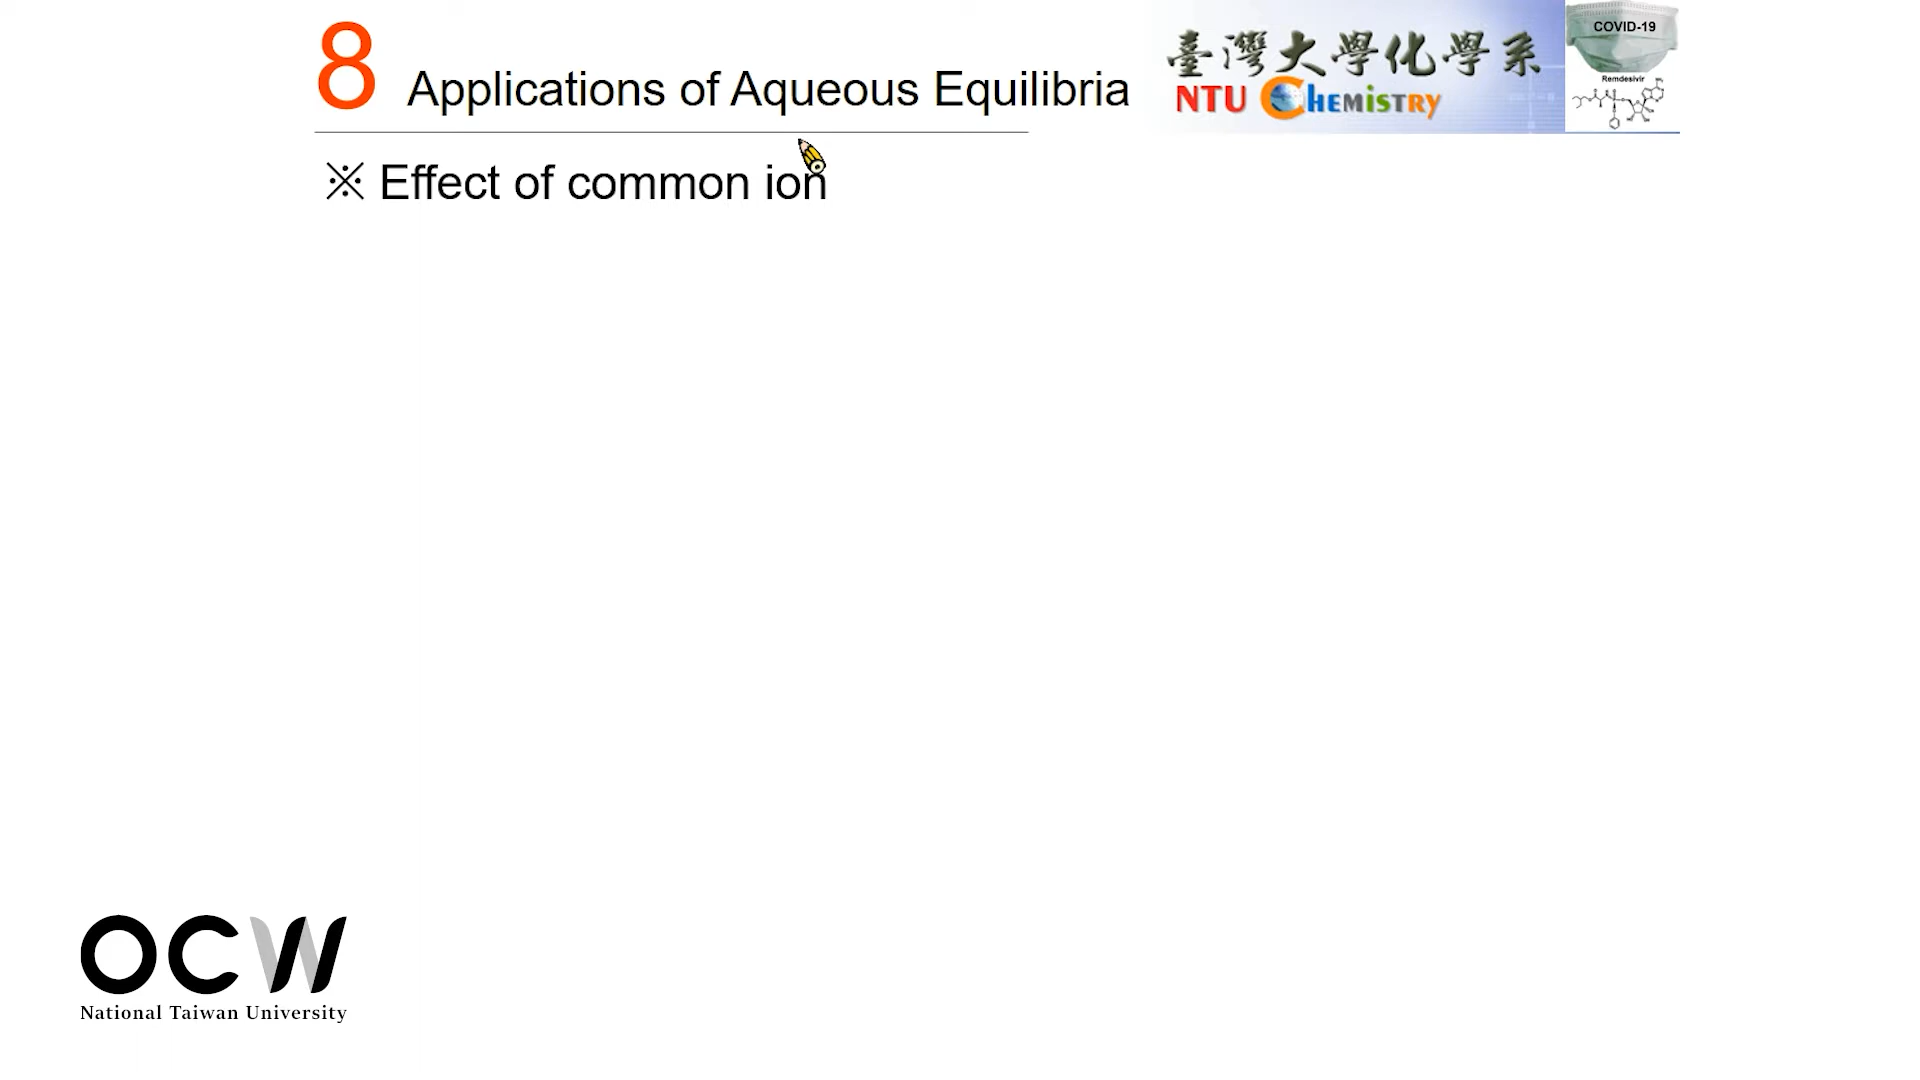 8 Applications of Aqueous Equilibria
臺灣大學化學系
NTU Chemistry
COVID-19
Remdesivir
※ Effect of common ion
OCW
National Taiwan University